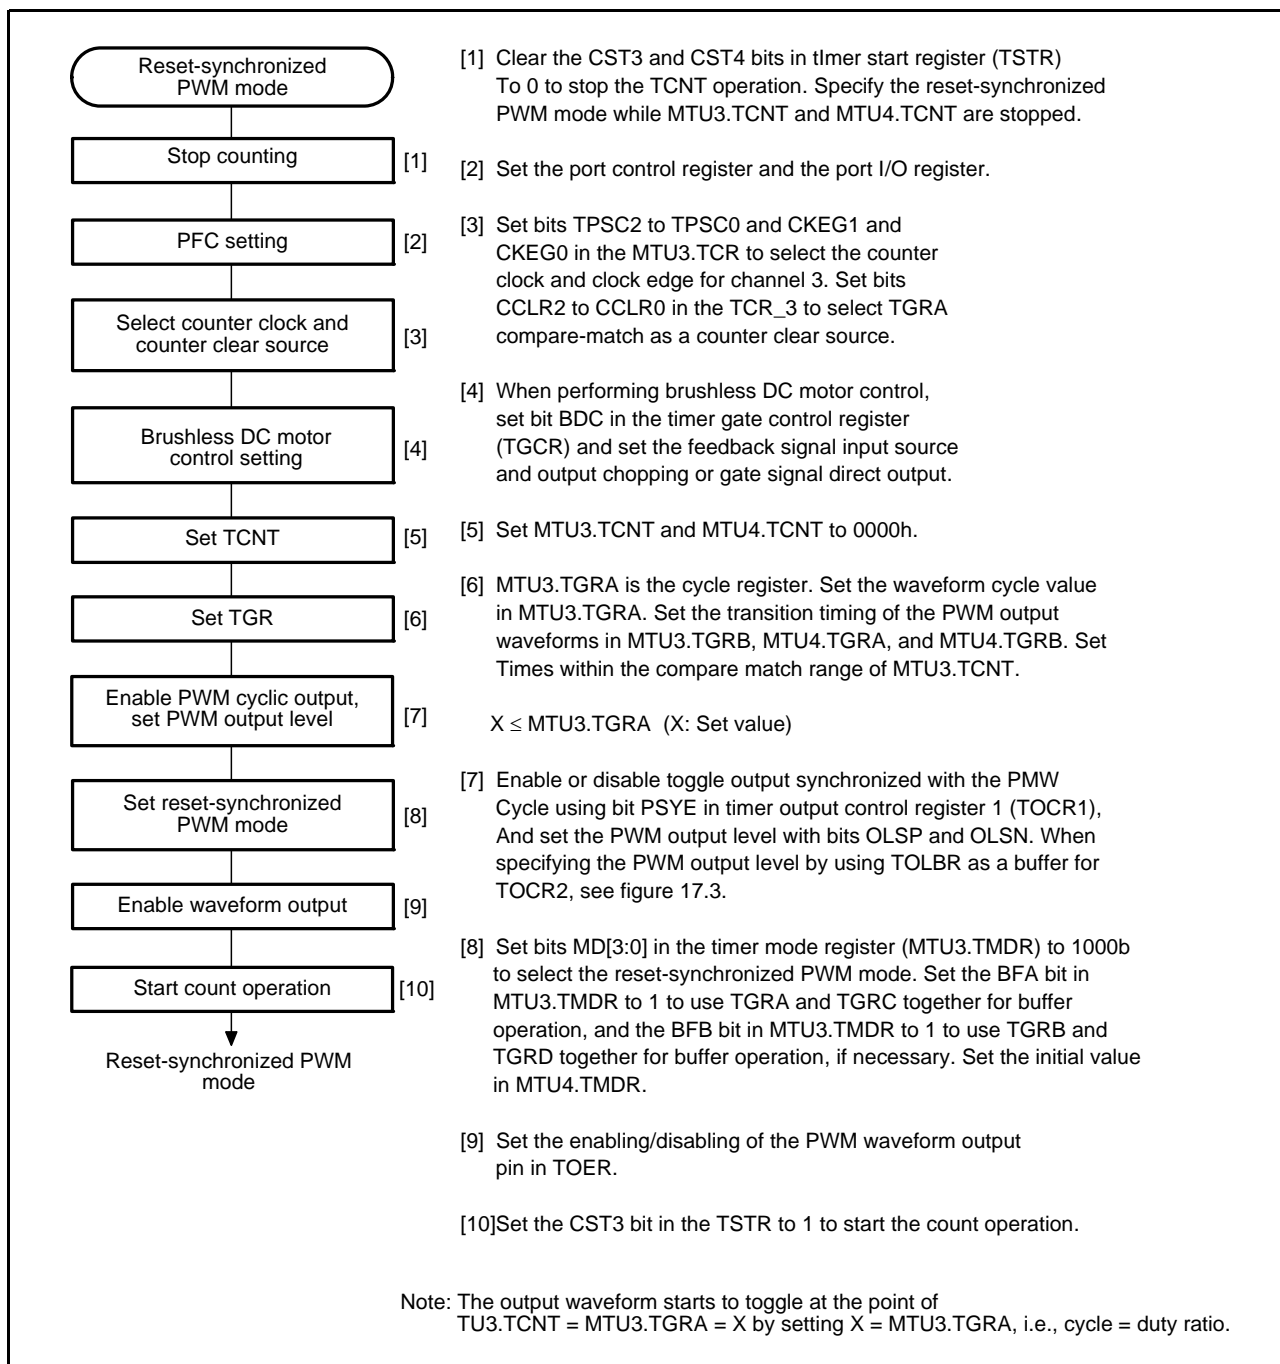 Reset-synchronized
PWM mode
Stop counting
[1]
PFC setting
[2]
Select counter clock and
counter clear source
[3]
Brushless DC motor
control setting
[4]
Set TCNT
[5]
Set TGR
[6]
Enable PWM cyclic output,
set PWM output level
[7]
Set reset-synchronized
PWM mode
[8]
Enable waveform output
[9]
Start count operation
[10]
Reset-synchronized PWM
mode
[1] Clear the CST3 and CST4 bits in tImer start register (TSTR)
To 0 to stop the TCNT operation. Specify the reset-synchronized
PWM mode while MTU3.TCNT and MTU4.TCNT are stopped.
[2] Set the port control register and the port I/O register.
[3] Set bits TPSC2 to TPSC0 and CKEG1 and
CKEG0 in the MTU3.TCR to select the counter
clock and clock edge for channel 3. Set bits
CCLR2 to CCLR0 in the TCR_3 to select TGRA
compare-match as a counter clear source.
[4] When performing brushless DC motor control,
set bit BDC in the timer gate control register
(TGCR) and set the feedback signal input source
and output chopping or gate signal direct output.
[5] Set MTU3.TCNT and MTU4.TCNT to 0000h.
[6] MTU3.TGRA is the cycle register. Set the waveform cycle value
in MTU3.TGRA. Set the transition timing of the PWM output
waveforms in MTU3.TGRB, MTU4.TGRA, and MTU4.TGRB. Set
Times within the compare match range of MTU3.TCNT.
X ≤ MTU3.TGRA (X: Set value)
[7] Enable or disable toggle output synchronized with the PMW
Cycle using bit PSYE in timer output control register 1 (TOCR1),
And set the PWM output level with bits OLSP and OLSN. When
specifying the PWM output level by using TOLBR as a buffer for
TOCR2, see figure 17.3.
[8] Set bits MD[3:0] in the timer mode register (MTU3.TMDR) to 1000b
to select the reset-synchronized PWM mode. Set the BFA bit in
MTU3.TMDR to 1 to use TGRA and TGRC together for buffer
operation, and the BFB bit in MTU3.TMDR to 1 to use TGRB and
TGRD together for buffer operation, if necessary. Set the initial value
in MTU4.TMDR.
[9] Set the enabling/disabling of the PWM waveform output
pin in TOER.
[10]Set the CST3 bit in the TSTR to 1 to start the count operation.
Note: The output waveform starts to toggle at the point of
TU3.TCNT = MTU3.TGRA = X by setting X = MTU3.TGRA, i.e., cycle = duty ratio.